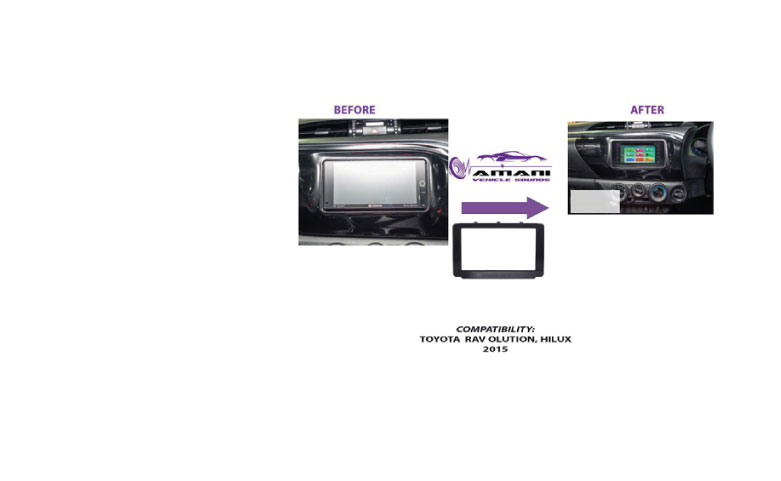 BEFORE
AFTER
AMANI
VEHICLE SOUNDS
COMPATIBILITY:
TOYOTA RAV OLUTION, HILUX
2015